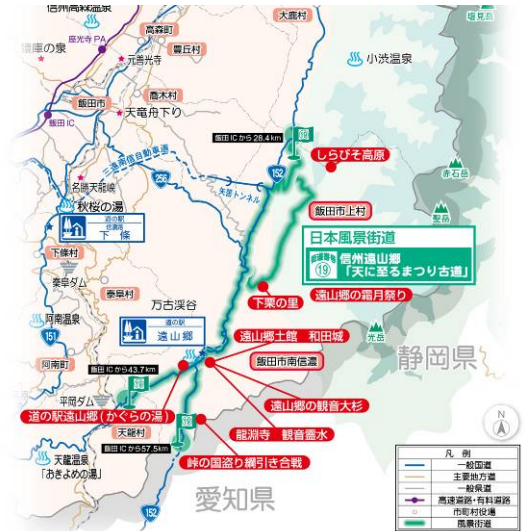 信州高森温泉
大鹿村
塩見岳
高森町
座光寺PA
豊丘村
元善光寺
小渋温泉
喬木村
飯田市
天竜舟下り
飯田IC
飯田ICから28.4km
しらびそ高原
三遠南信自動車道
152
赤石岳
256
矢筈トンネル
名勝天龍峡
秋桜の湯
飯田市上村
聖岳
道の駅
信濃路
下條
日本風景街道
街道番号
19
信州遠山郷
「天に至るまつり古道」
下條村
泰阜ダム
泰阜村
万古渓谷
下栗の里
遠山郷の霜月祭り
阿南温泉
道の駅
遠山郷
遠山郷土館 和田城
光岳
151
飯田市南信濃
静岡県
阿南町
飯田ICから43.7km
平岡ダム
遠山郷の観音大杉
道の駅遠山郷(かぐらの湯)
龍淵寺 観音霊水
N
天龍村
飯田ICから57.5km
峠の国盗り綱引き合戦
天龍温泉
「おきよめの湯」
愛知県
152
凡例
一般国道
主要地方道
一般県道
高速道路・有料道路
市町村役場
風景街道